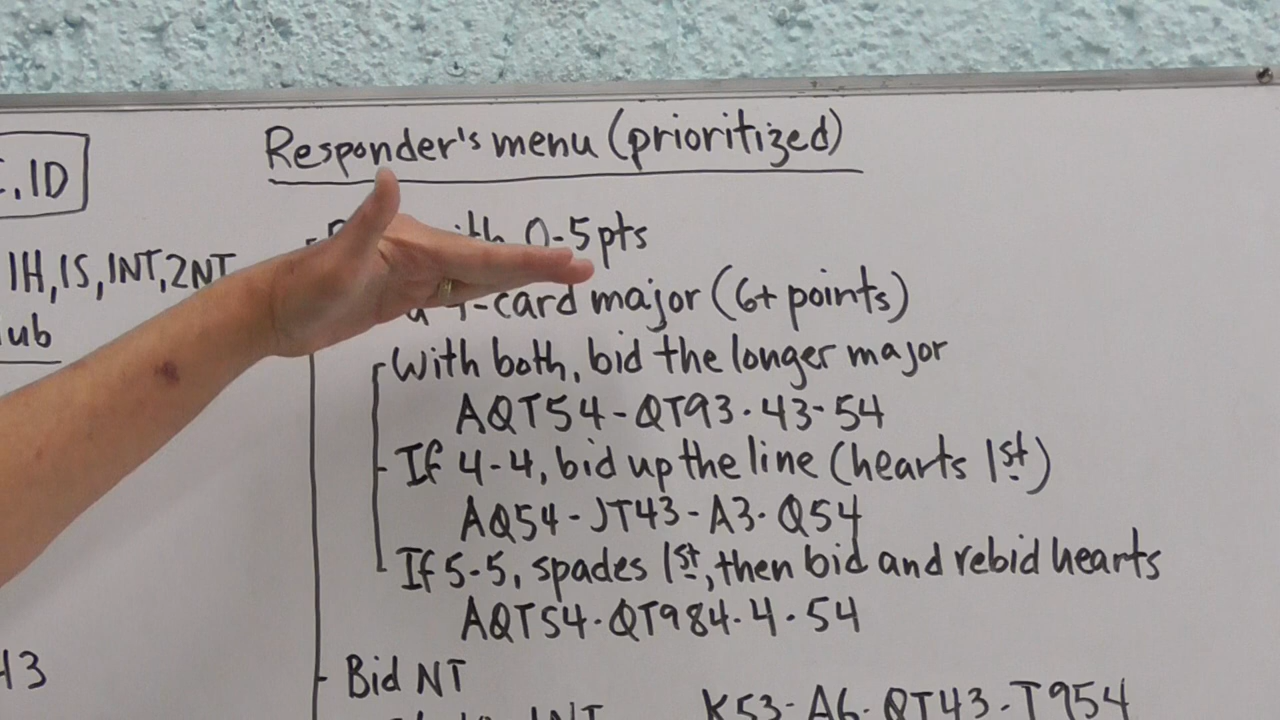 Responder's menu (prioritized)
, 1D
1H, 1S, 1NT, 2NT
0-5 pts
-card major (6+ points)
With both, bid the longer major
AQT54-QT93-43-54
If 4-4, bid up the line (hearts 1st)
AQ54-JT43-A3-Q54
If 5-5, spades 1st, then bid and rebid hearts
AQT54-QT984-4-54
Bid NT
K53-A6-QT43-T954